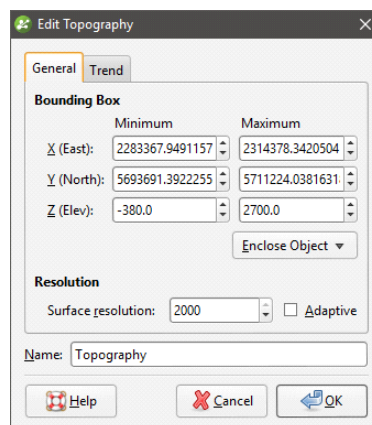 Edit Topography
General Trend
Bounding Box
Minimum Maximum
X (East): 2283367.9491157 2314378.3420504
Y (North): 5693691.3922255 5711224.0381631
Z (Elev): -380.0 2700.0
Enclose Object
Resolution
Surface resolution: 2000 Adaptive
Name: Topography
Help Cancel OK